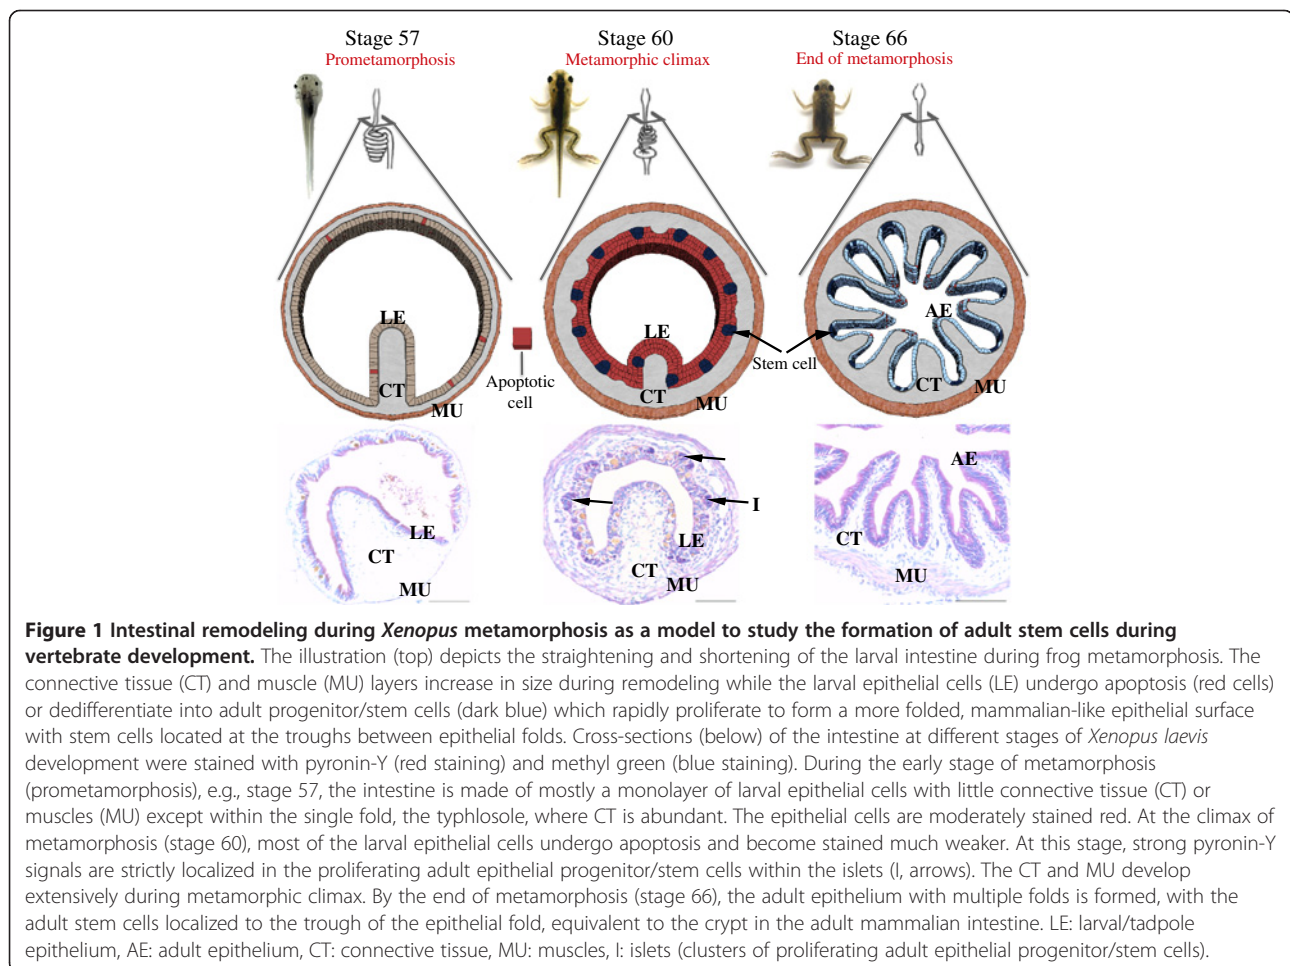 Stage 57
Prometamorphosis
Stage 60
Metamorphic climax
Stage 66
End of metamorphosis
LE
CT
MU
Apoptotic
cell
LE
CT
MU
Stem cell
AE
CT
MU
LE
CT
MU
I
LE
CT
MU
AE
CT
MU
Figure 1 Intestinal remodeling during Xenopus metamorphosis as a model to study the formation of adult stem cells during
vertebrate development. The illustration (top) depicts the straightening and shortening of the larval intestine during frog metamorphosis. The
connective tissue (CT) and muscle (MU) layers increase in size during remodeling while the larval epithelial cells (LE) undergo apoptosis (red cells)
or dedifferentiate into adult progenitor/stem cells (dark blue) which rapidly proliferate to form a more folded, mammalian-like epithelial surface
with stem cells located at the troughs between epithelial folds. Cross-sections (below) of the intestine at different stages of Xenopus laevis
development were stained with pyronin-Y (red staining) and methyl green (blue staining). During the early stage of metamorphosis
(prometamorphosis), e.g., stage 57, the intestine is made of mostly a monolayer of larval epithelial cells with little connective tissue (CT) or
muscles (MU) except within the single fold, the typhlosole, where CT is abundant. The epithelial cells are moderately stained red. At the climax of
metamorphosis (stage 60), most of the larval epithelial cells undergo apoptosis and become stained much weaker. At this stage, strong pyronin-Y
signals are strictly localized in the proliferating adult epithelial progenitor/stem cells within the islets (I, arrows). The CT and MU develop
extensively during metamorphic climax. By the end of metamorphosis (stage 66), the adult epithelium with multiple folds is formed, with the
adult stem cells localized to the trough of the epithelial fold, equivalent to the crypt in the adult mammalian intestine. LE: larval/tadpole
epithelium, AE: adult epithelium, CT: connective tissue, MU: muscles, I: islets (clusters of proliferating adult epithelial progenitor/stem cells).